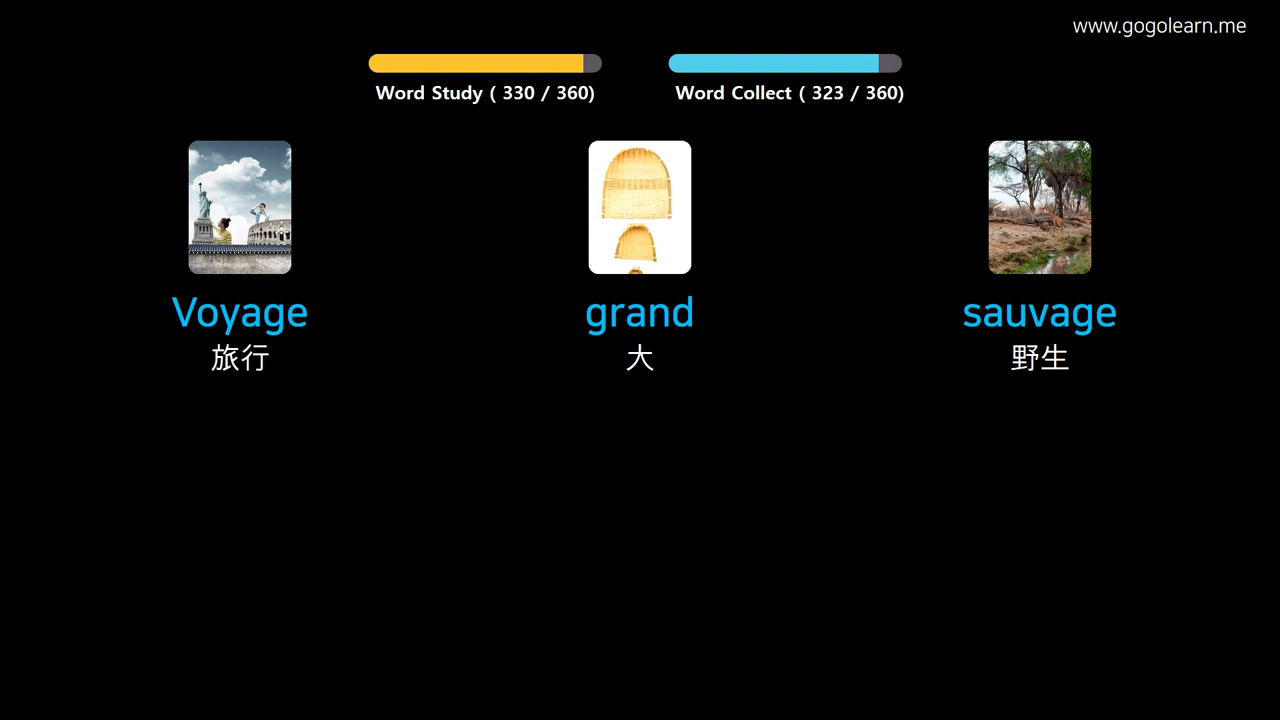 www.gogolearn.me
Word Study ( 330 / 360)
Word Collect ( 323 / 360)
Voyage
旅行
grand
大
sauvage
野生